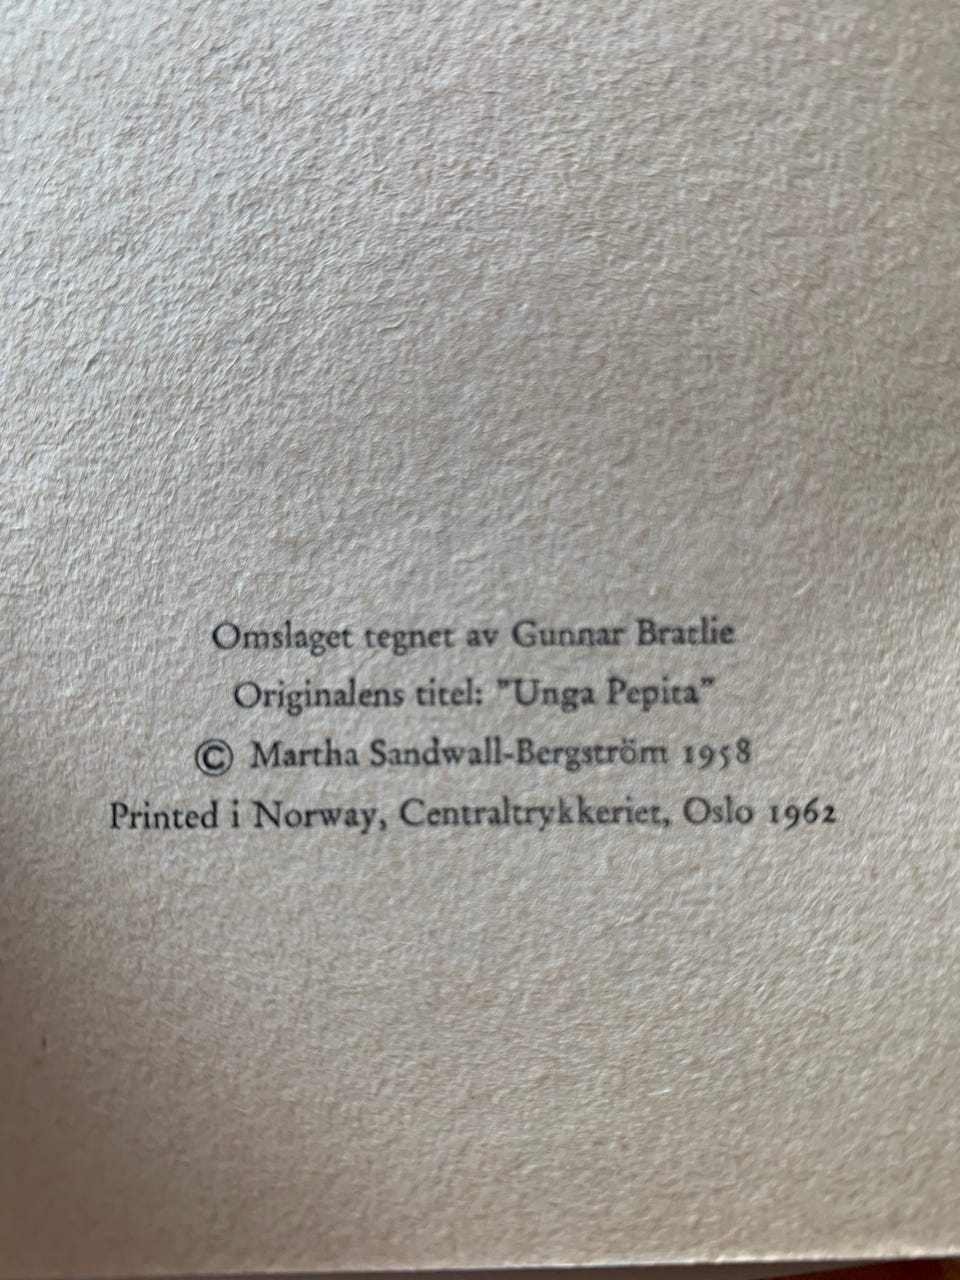 Omslaget tegnet av Gunnar Bratlie
Originalens titel: "Unga Pepita"
© Martha Sandwall-Bergström 1958
Printed i Norway, Centraltrykkeriet, Oslo 1962